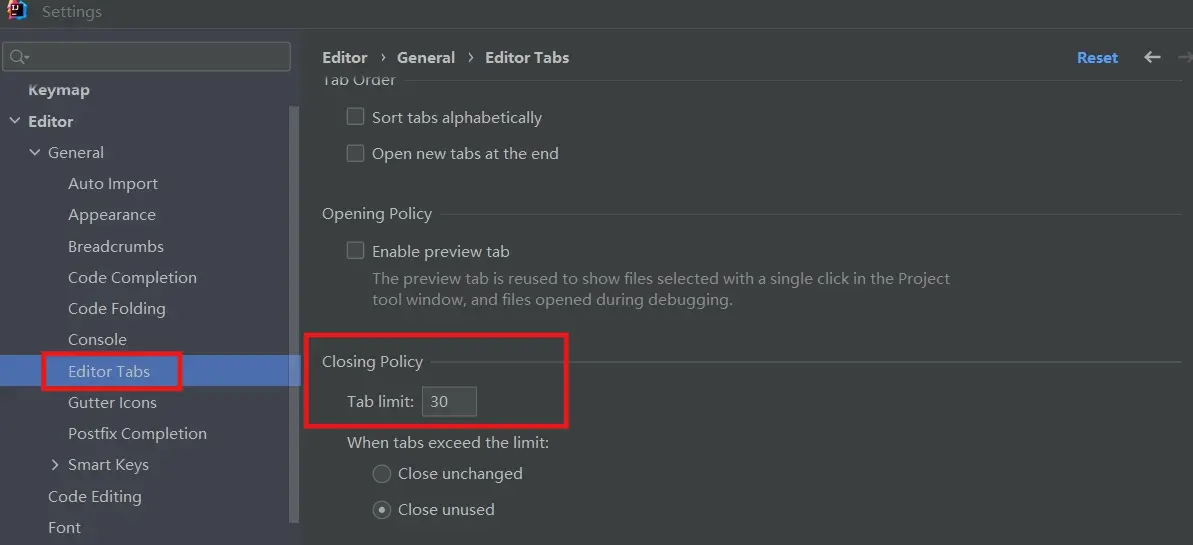 Settings
Keymap
Editor
General
Auto Import
Appearance
Breadcrumbs
Code Completion
Code Folding
Console
Editor Tabs
Gutter Icons
Postfix Completion
Smart Keys
Code Editing
Font
Editor › General › Editor Tabs
Reset
Tab Order
Sort tabs alphabetically
Open new tabs at the end
Opening Policy
Enable preview tab
The preview tab is reused to show files selected with a single click in the Project
tool window, and files opened during debugging.
Closing Policy
Tab limit: 30
When tabs exceed the limit:
Close unchanged
Close unused